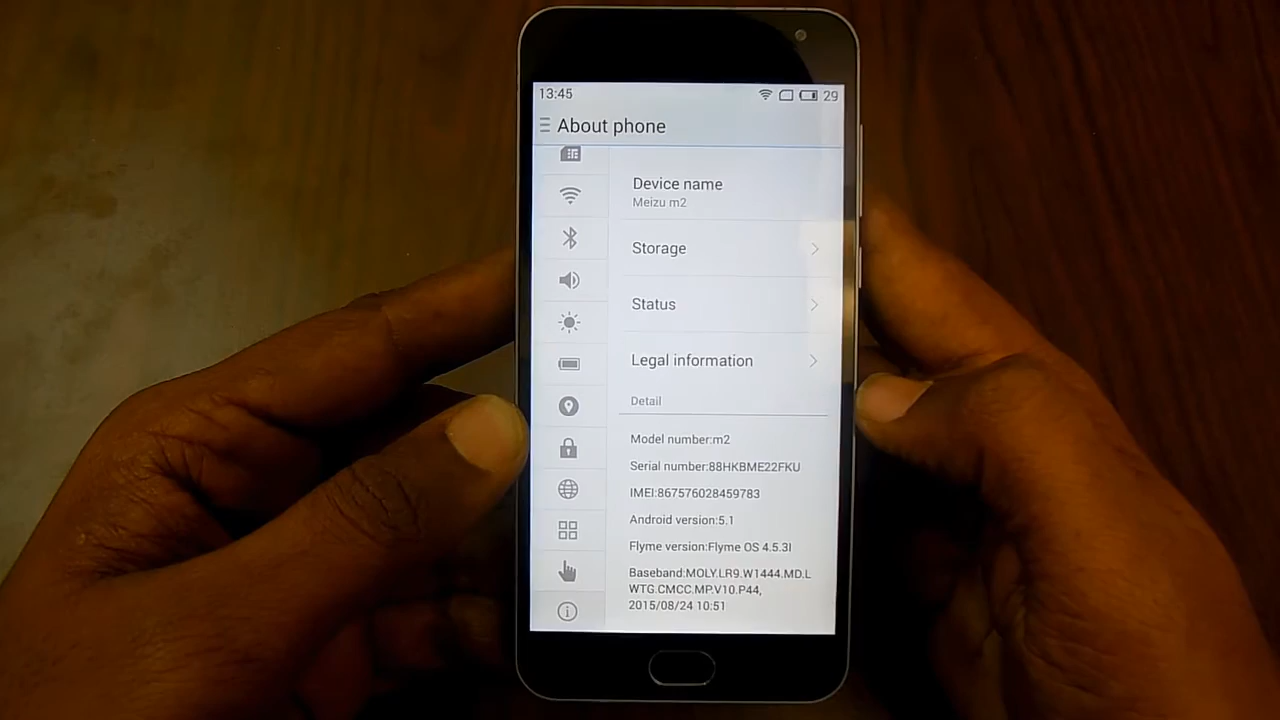 13:45 29
About phone
Device name
Meizu m2
Storage
Status
Legal information
Detail
Model number:m2
Serial number:88HKBME22FKU
IMEI:867576028459783
Android version:5.1
Flyme version:Flyme OS 4.5.3I
Baseband:MOLY.LR9.W1444.MD.L
WTG.CMCC.MP.V10.P44,
2015/08/24 10:51